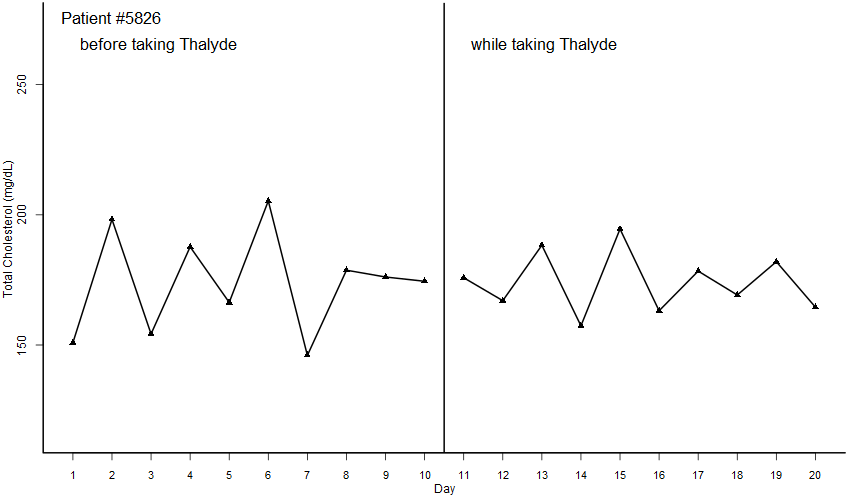 Patient #5826
before taking Thalyde
while taking Thalyde
250
200
150
Total Cholesterol (mg/dL)
1 2 3 4 5 6 7 8 9 10 11 12 13 14 15 16 17 18 19 20
Day